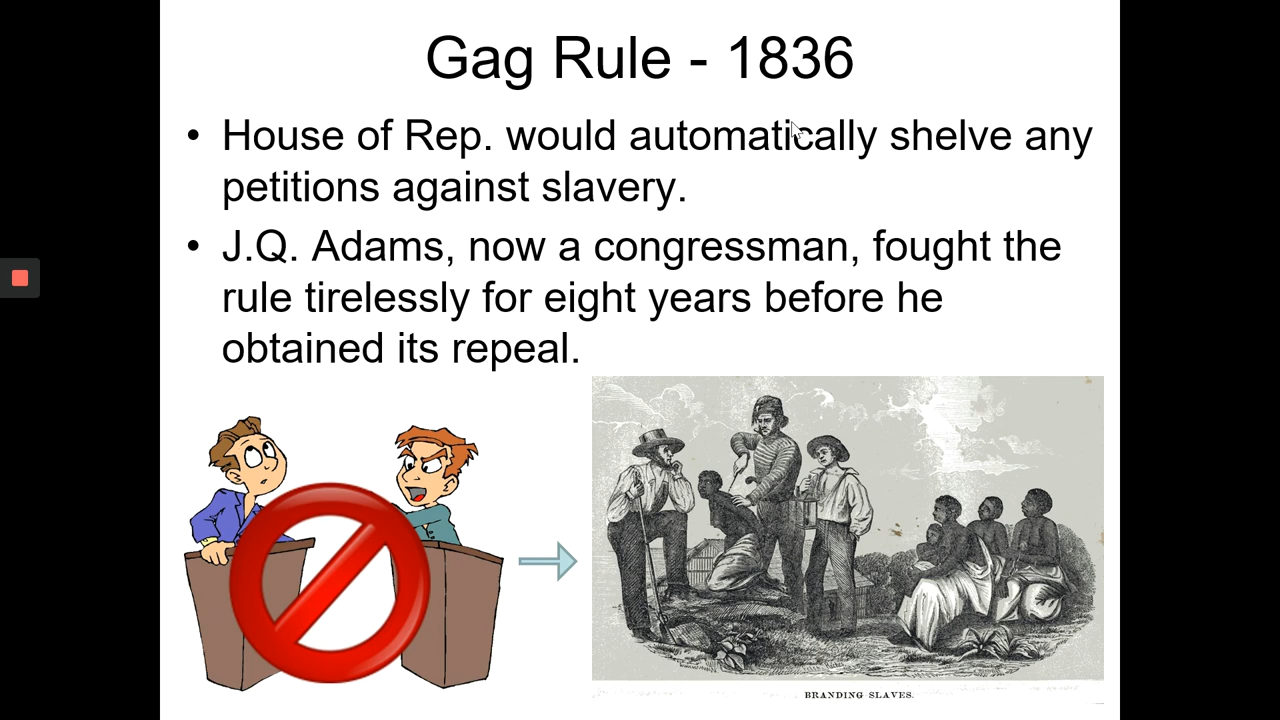 Gag Rule - 1836
• House of Rep. would automatically shelve any
petitions against slavery.
• J.Q. Adams, now a congressman, fought the
rule tirelessly for eight years before he
obtained its repeal.
BRANDING SLAVES.